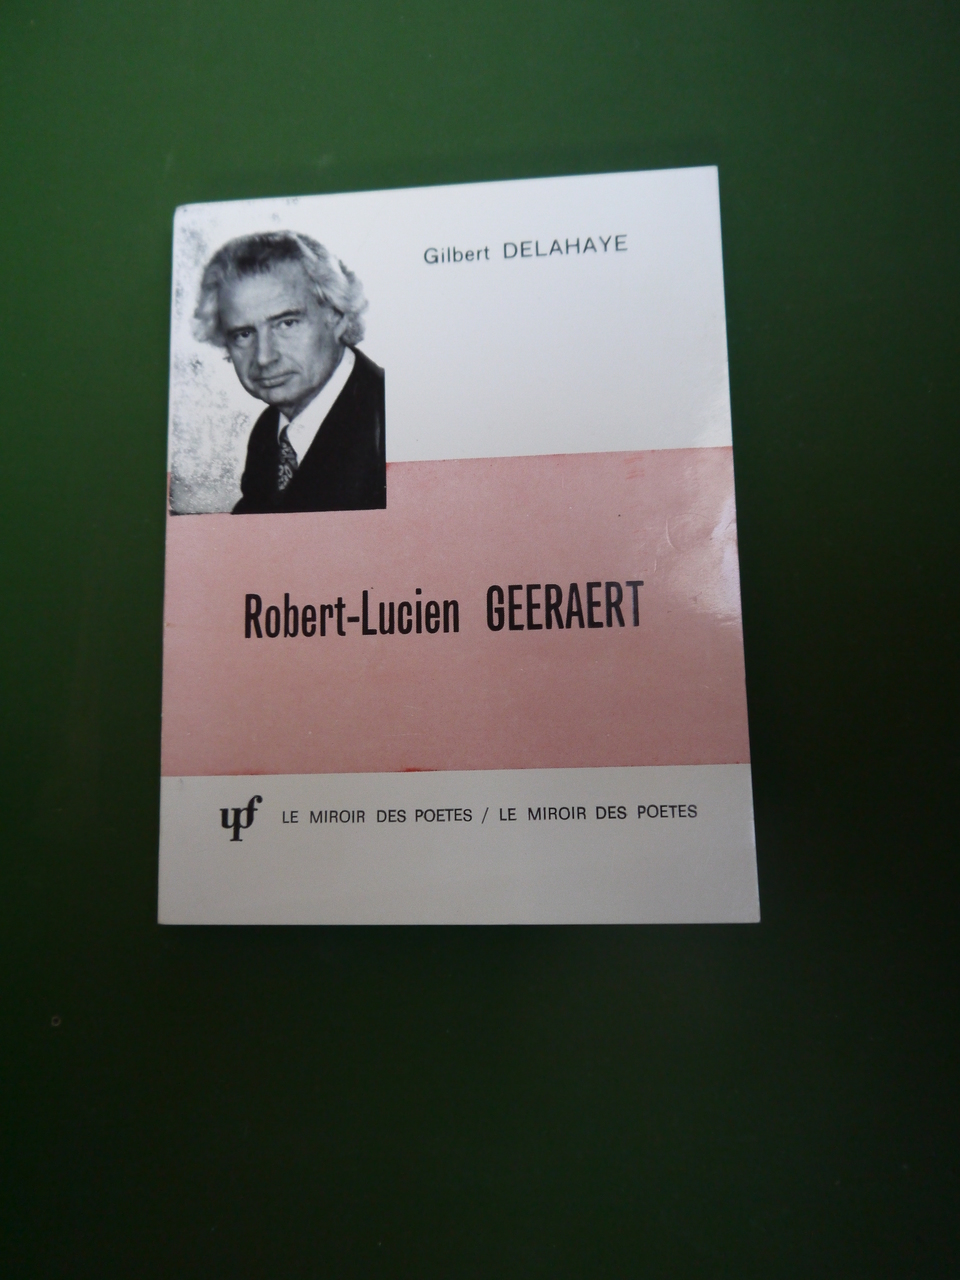 Gilbert DELAHAYE
Robert-Lucien GEERAERT
upf LE MIROIR DES POETES / LE MIROIR DES POETES